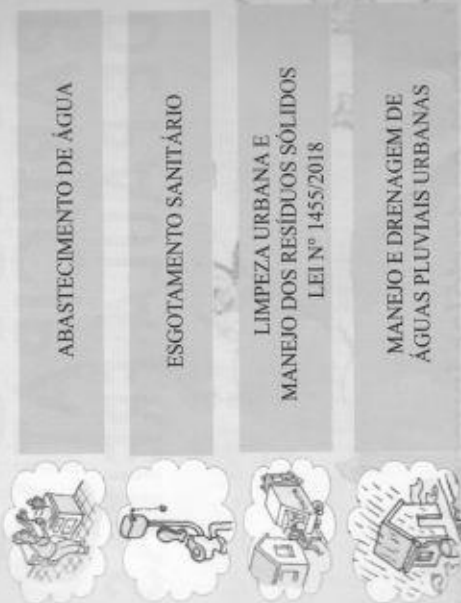 ABASTECIMENTO DE ÁGUA
ESGOTAMENTO SANITÁRIO
LIMPEZA URBANA E
MANEJO DOS RESÍDUOS SÓLIDOS
LEI Nº 1455/2018
MANEJO E DRENAGEM DE
ÁGUAS PLUVIAIS URBANAS